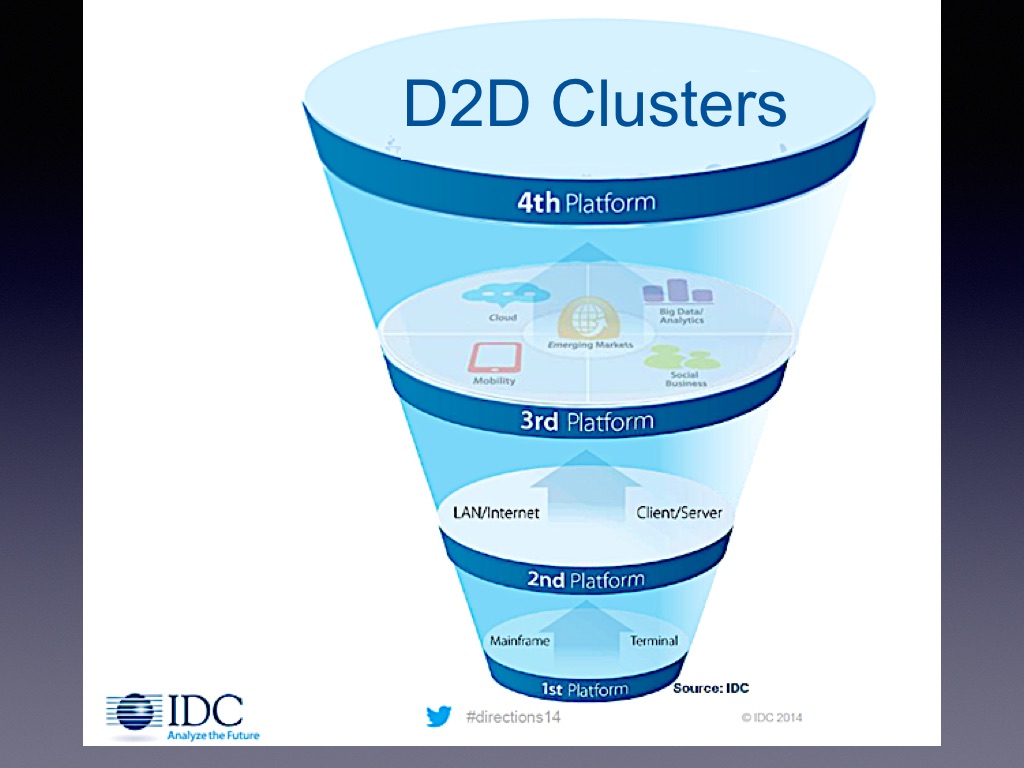 D2D Clusters
4th Platform
Cloud
Big Data/
Analytics
Emerging Markets
Mobility
Social
Business
3rd Platform
LAN/Internet
Client/Server
2nd Platform
Mainframe
Terminal
1st Platform
Source: IDC
IDC
Analyze the Future
#directions14
© IDC 2014